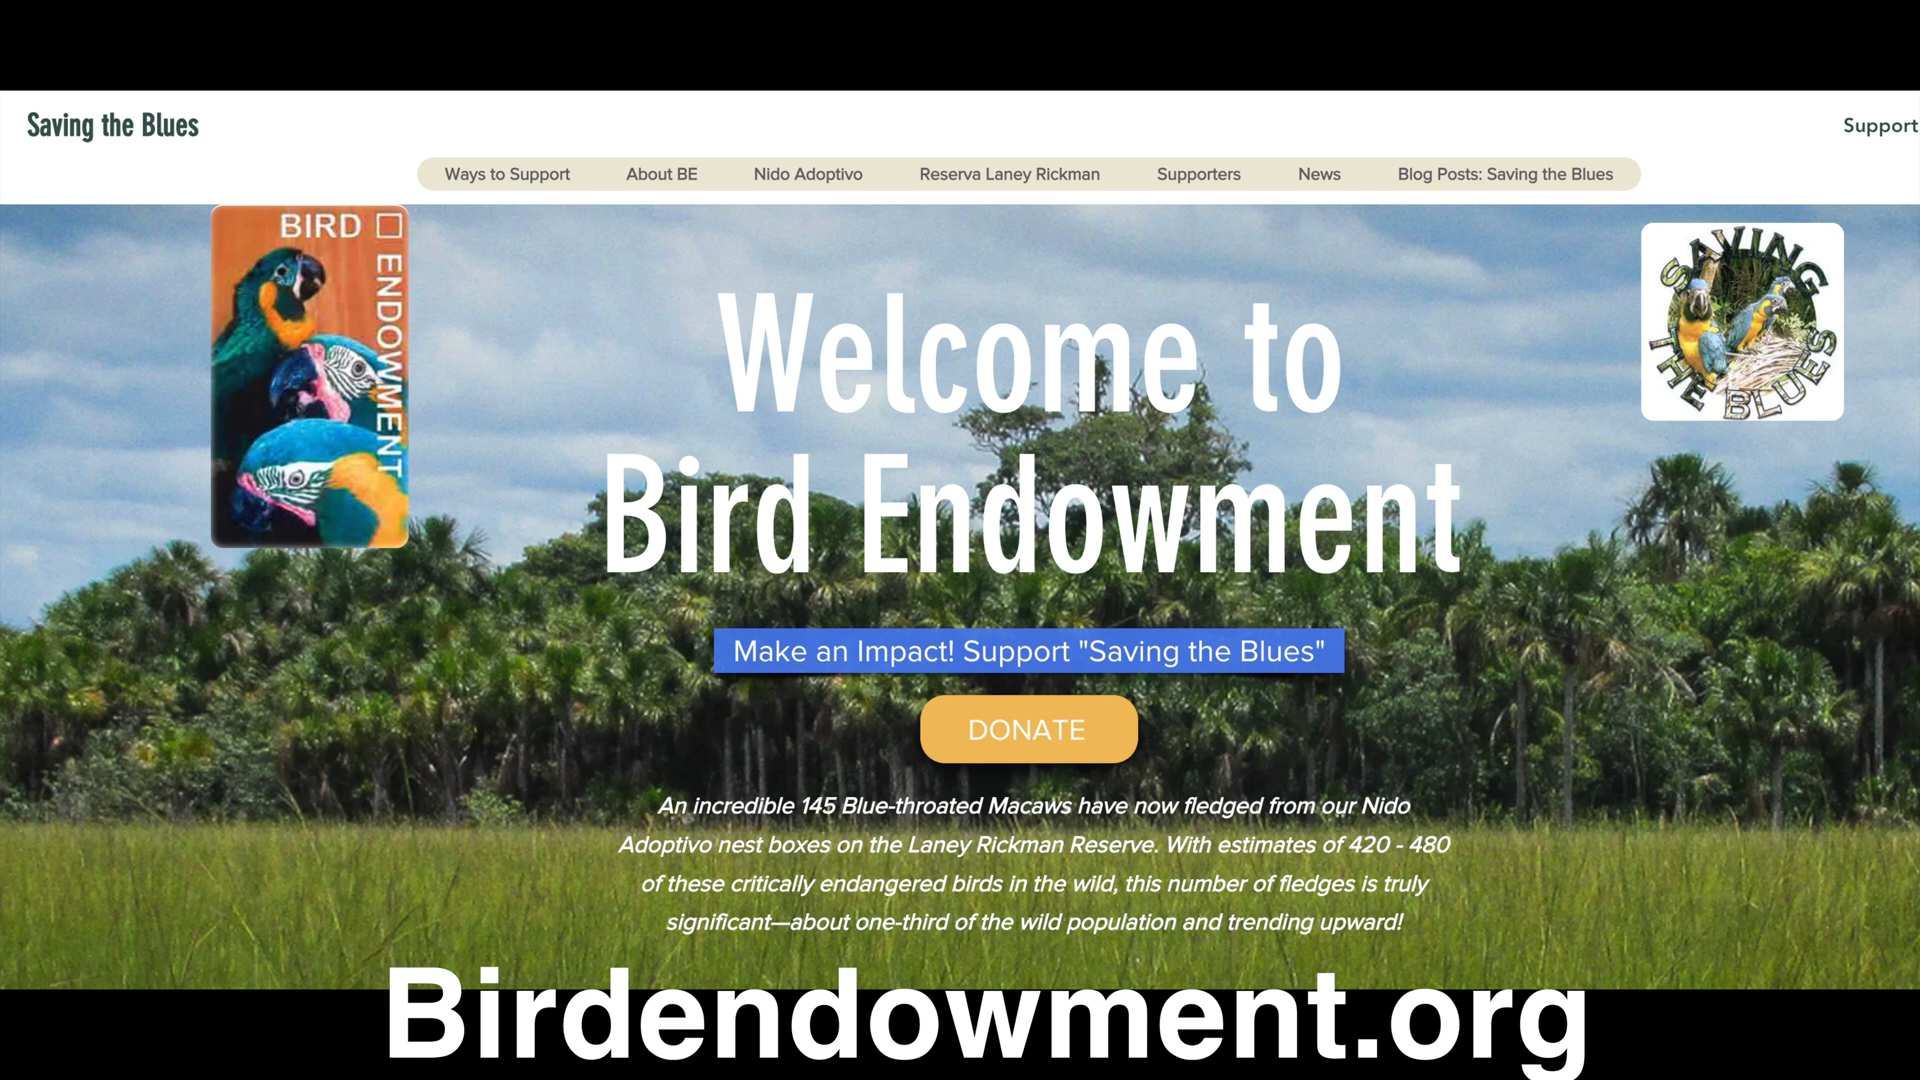 Saving the Blues
Support
Ways to Support
About BE
Nido Adoptivo
Reserva Laney Rickman
Supporters
News
Blog Posts: Saving the Blues
BIRD
ENDOWMENT
SAVING
THE BLUES
Welcome to
Bird Endowment
Make an Impact! Support "Saving the Blues"
DONATE
An incredible 145 Blue-throated Macaws have now fledged from our Nido
Adoptivo nest boxes on the Laney Rickman Reserve. With estimates of 420 - 480
of these critically endangered birds in the wild, this number of fledges is truly
significant—about one-third of the wild population and trending upward!
Birdendowment.org